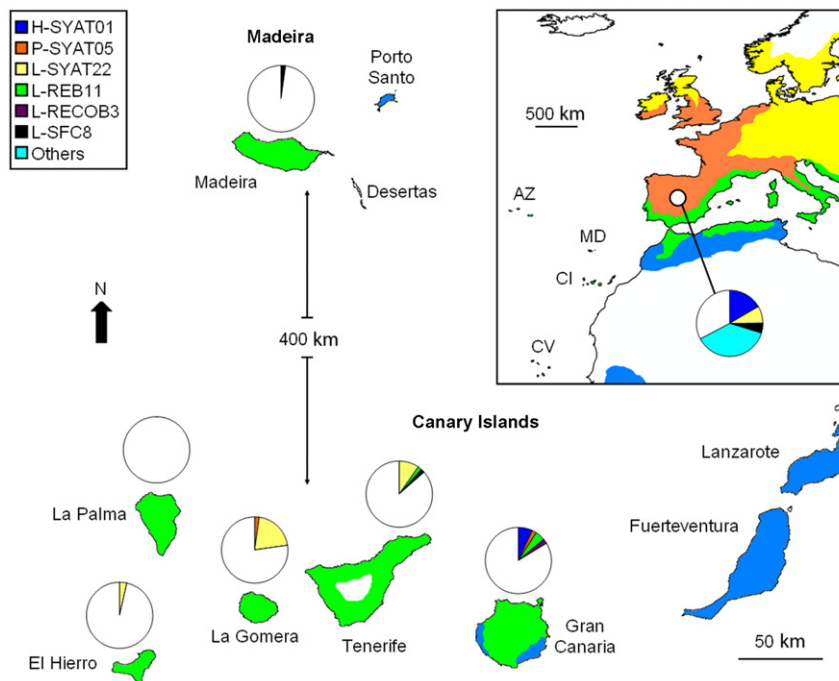 H-SYAT01
P-SYAT05
L-SYAT22
L-REB11
L-RECOB3
L-SFC8
Others
Madeira
Porto
Santo
Madeira
Desertas
N
400 km
500 km
AZ
MD
CI
CV
Canary Islands
La Palma
El Hierro
La Gomera
Tenerife
Gran
Canaria
Lanzarote
Fuerteventura
50 km